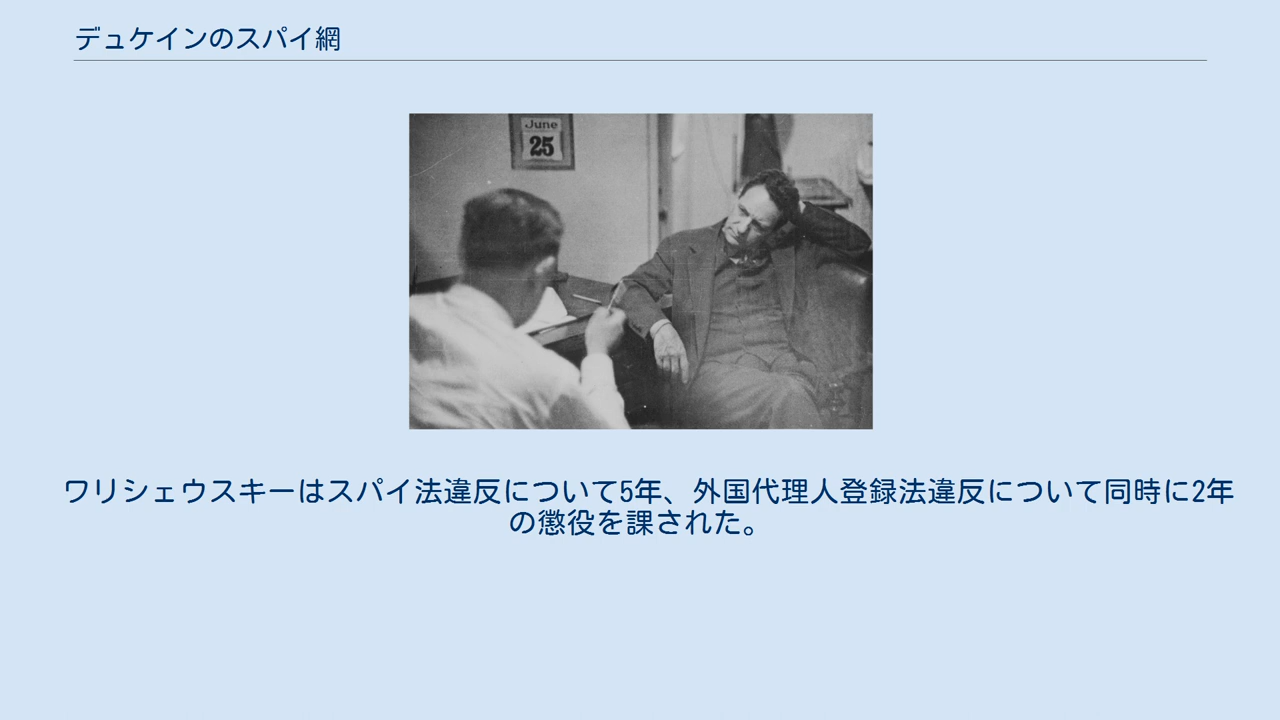 デュケインのスパイ網
June
25
ワリシェウスキーはスパイ法違反について5年、外国代理人登録法違反について同時に2年
の懲役を課された。